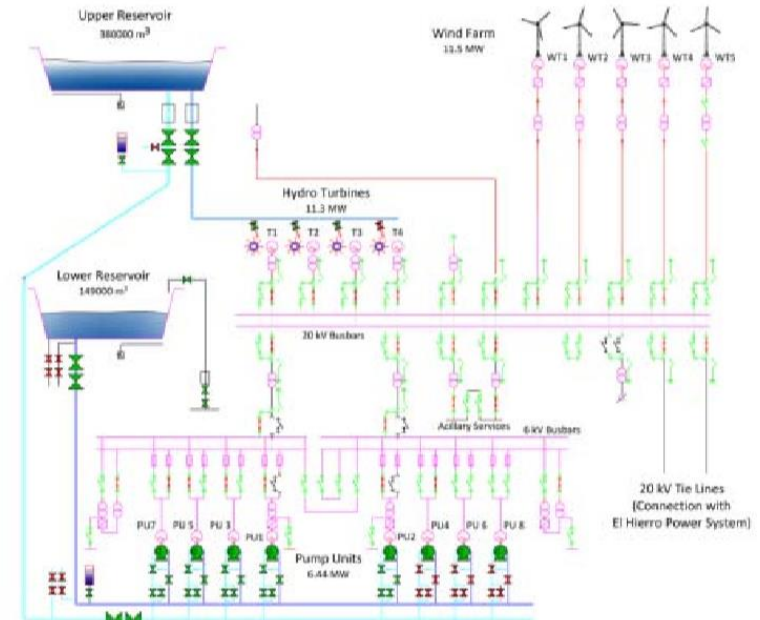 Upper Reservoir
380000 m³
Wind Farm
11.5 MW
WT1
WT2
WT3
WT4
WT5
Hydro Turbines
11.3 MW
T1
T2
T3
T4
Lower Reservoir
149000 m³
20 kV Busbars
Acillary Services
6 kV Busbars
20 kV Tie Lines
(Connection with
El Hierro Power System)
PU7
PU 5
PU 3
PU1
PU2
PU4
PU 6
PU 8
Pump Units
6.44 MW